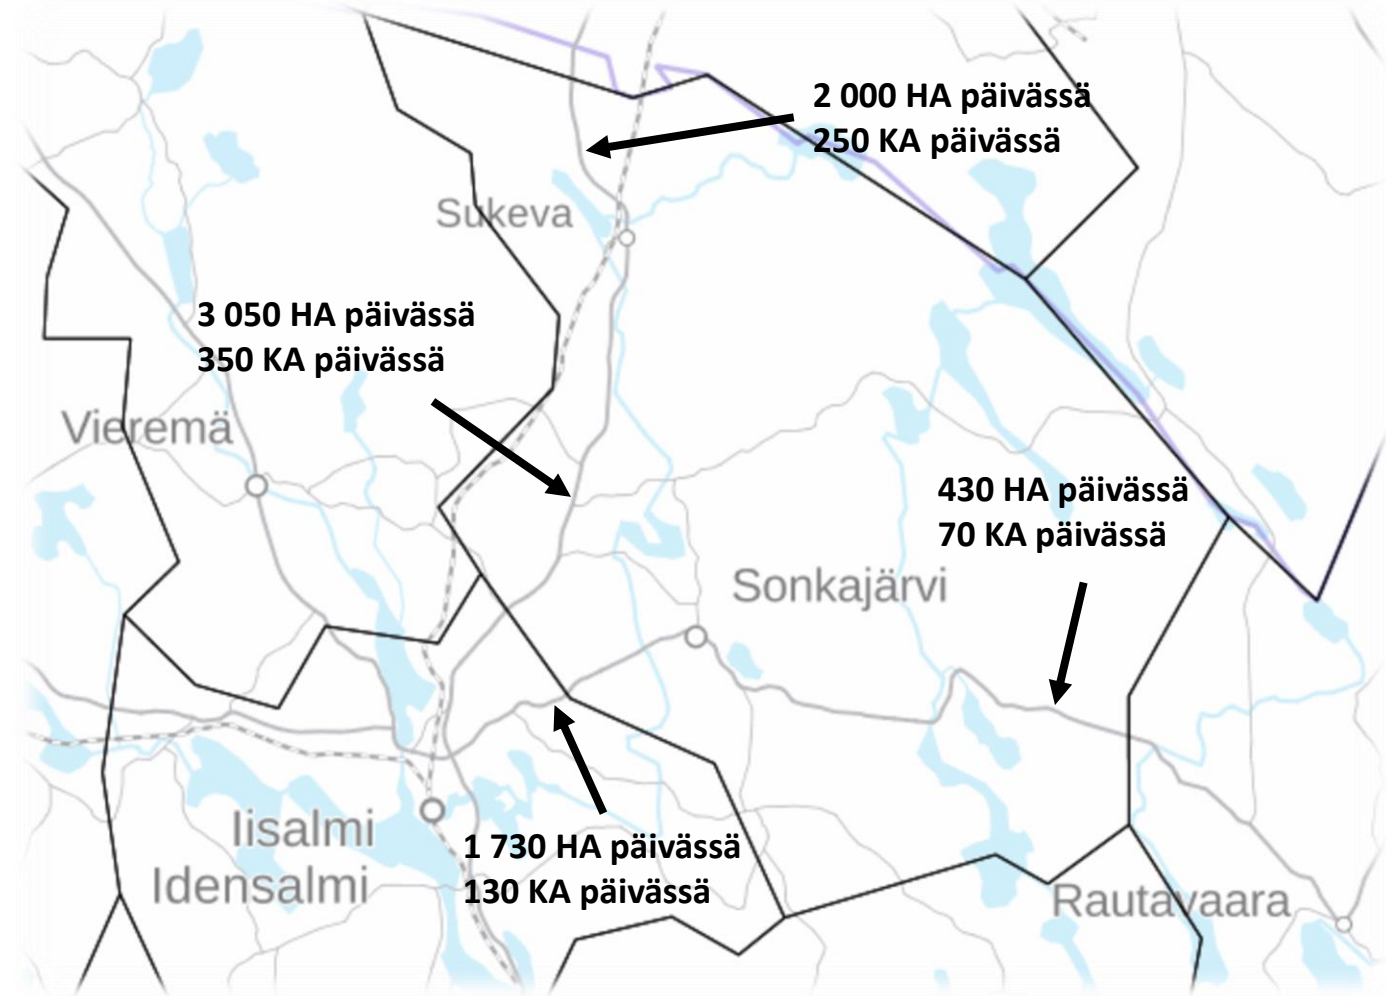 2 000 HA päivässä
250 KA päivässä
Sukeva
3 050 HA päivässä
350 KA päivässä
Vieremä
430 HA päivässä
70 KA päivässä
Sonkajärvi
1 730 HA päivässä
130 KA päivässä
Iisalmi
Idensalmi
Rautavaara